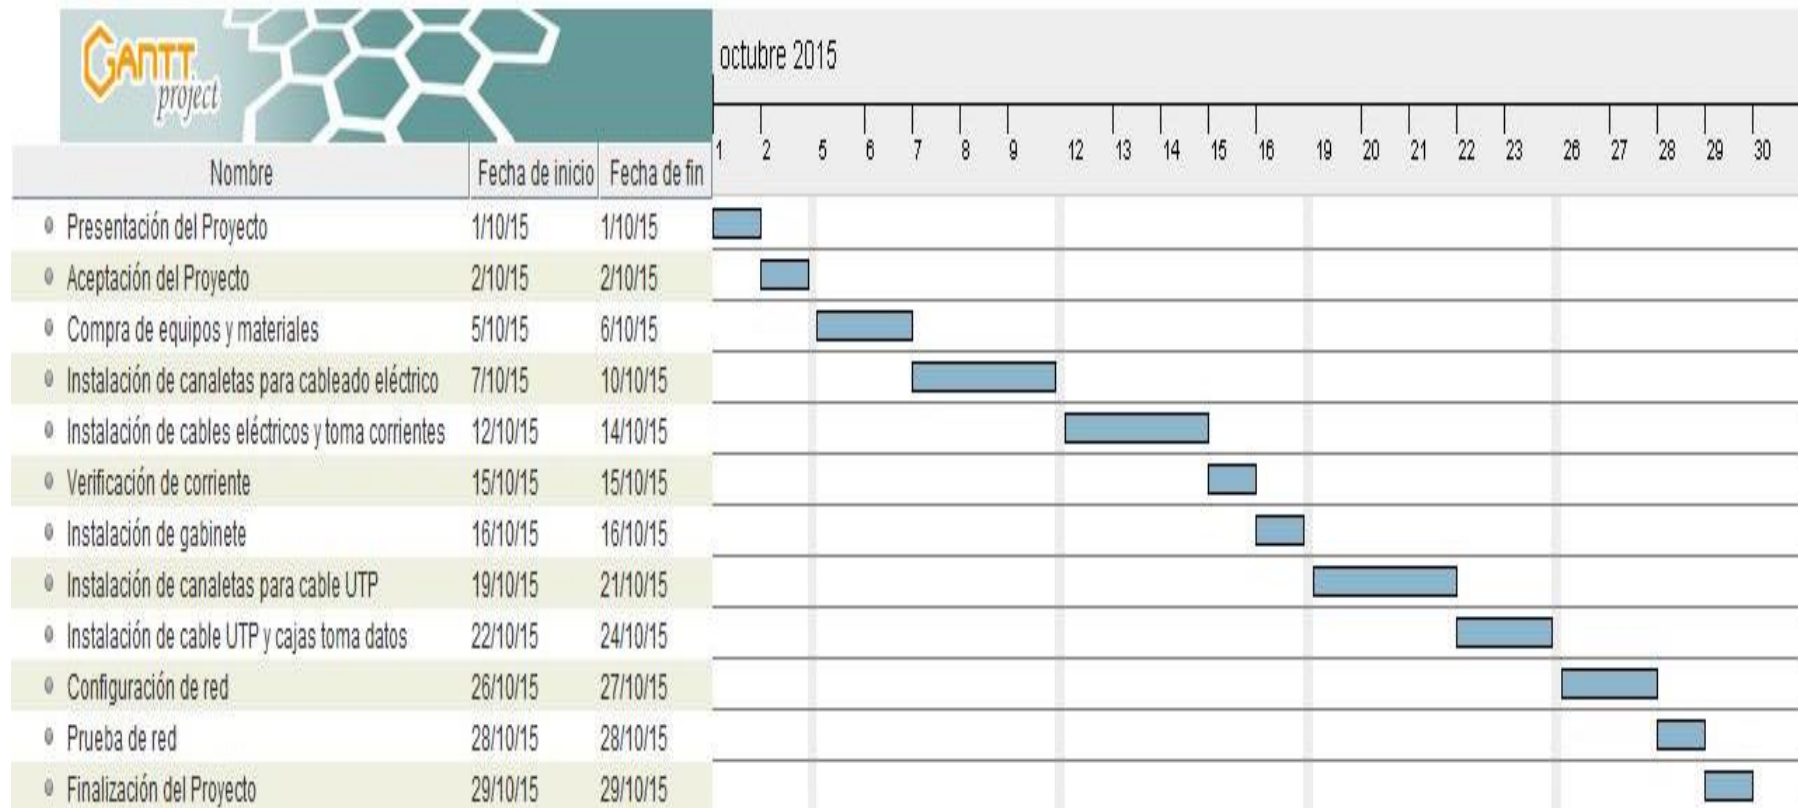 GANTT
project
octubre 2015
1 2 5 6 7 8 9 12 13 14 15 16 19 20 21 22 23 26 27 28 29 30
Nombre Fecha de inicio Fecha de fin
Presentación del Proyecto 1/10/15 1/10/15
Aceptación del Proyecto 2/10/15 2/10/15
Compra de equipos y materiales 5/10/15 6/10/15
Instalación de canaletas para cableado eléctrico 7/10/15 10/10/15
Instalación de cables eléctricos y toma corrientes 12/10/15 14/10/15
Verificación de corriente 15/10/15 15/10/15
Instalación de gabinete 16/10/15 16/10/15
Instalación de canaletas para cable UTP 19/10/15 21/10/15
Instalación de cable UTP y cajas toma datos 22/10/15 24/10/15
Configuración de red 26/10/15 27/10/15
Prueba de red 28/10/15 28/10/15
Finalización del Proyecto 29/10/15 29/10/15